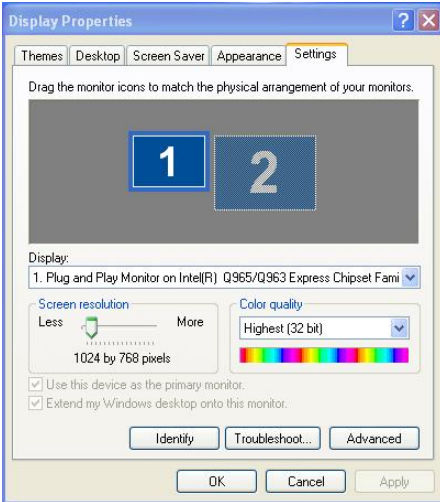 Display Properties
Themes Desktop Screen Saver Appearance Settings
Drag the monitor icons to match the physical arrangement of your monitors.
1 2
Display:
1. Plug and Play Monitor on Intel(R) Q965/Q963 Express Chipset Fami
Screen resolution
Less More
1024 by 768 pixels
Color quality
Highest (32 bit)
Use this device as the primary monitor.
Extend my Windows desktop onto this monitor.
Identify Troubleshoot... Advanced
OK Cancel Apply